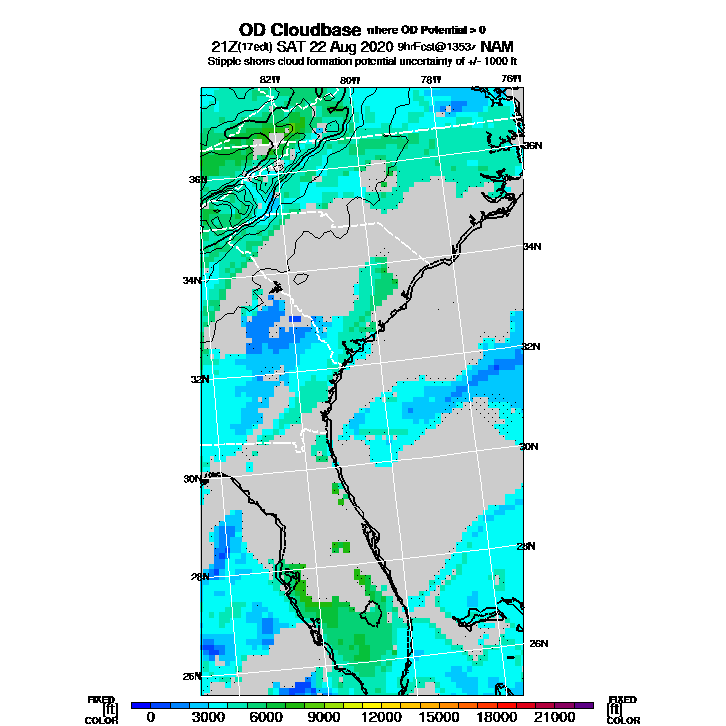 OD Cloudbase where OD Potential > 0
21Z(17edt) SAT 22 Aug 2020 9hrFcst@1353z NAM
Stipple shows cloud formation potential uncertainty of +/- 1000 ft
82W 80W 78W 76W
36N
36N
34N
34N
32N
32N
30N
30N
28N
28N
26N
26N
FIXED FIXED
[ft] [ft]
COLOR 0 3000 6000 9000 12000 15000 18000 21000 COLOR